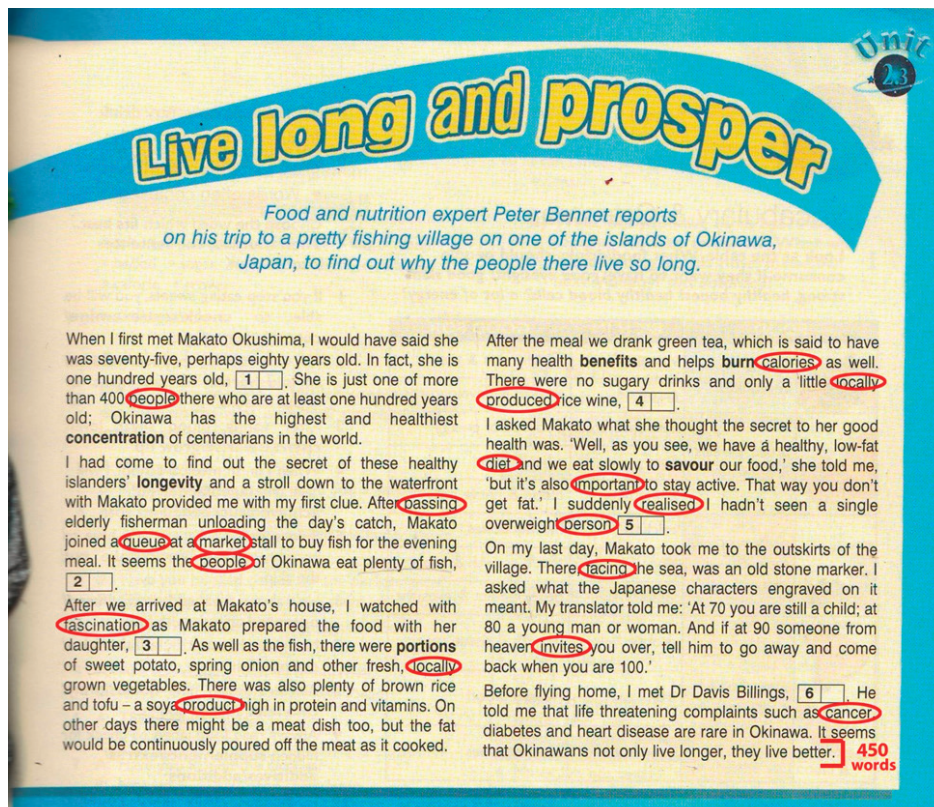 Unit
2.3
Live long and prosper
Food and nutrition expert Peter Bennet reports
on his trip to a pretty fishing village on one of the islands of Okinawa,
Japan, to find out why the people there live so long.
When I first met Makato Okushima, I would have said she
was seventy-five, perhaps eighty years old. In fact, she is
one hundred years old, 1 . She is just one of more
than 400 people there who are at least one hundred years
old; Okinawa has the highest and healthiest
concentration of centenarians in the world.
I had come to find out the secret of these healthy
islanders' longevity and a stroll down to the waterfront
with Makato provided me with my first clue. After passing
elderly fisherman unloading the day's catch, Makato
joined a queue at a market stall to buy fish for the evening
meal. It seems the people of Okinawa eat plenty of fish,
2 .
After we arrived at Makato's house, I watched with
fascination as Makato prepared the food with her
daughter, 3 . As well as the fish, there were portions
of sweet potato, spring onion and other fresh, locally
grown vegetables. There was also plenty of brown rice
and tofu – a soya product high in protein and vitamins. On
other days there might be a meat dish too, but the fat
would be continuously poured off the meat as it cooked.
After the meal we drank green tea, which is said to have
many health benefits and helps burn calories, as well.
There were no sugary drinks and only a little locally
produced rice wine, 4 .
I asked Makato what she thought the secret to her good
health was. 'Well, as you see, we have a healthy, low-fat
diet and we eat slowly to savour our food,' she told me,
'but it's also important to stay active. That way you don't
get fat.' I suddenly realised I hadn't seen a single
overweight person 5 .
On my last day, Makato took me to the outskirts of the
village. There, facing the sea, was an old stone marker. I
asked what the Japanese characters engraved on it
meant. My translator told me: 'At 70 you are still a child; at
80 a young man or woman. And if at 90 someone from
heaven invites you over, tell him to go away and come
back when you are 100.'
Before flying home, I met Dr Davis Billings, 6 . He
told me that life threatening complaints such as cancer
diabetes and heart disease are rare in Okinawa. It seems
that Okinawans not only live longer, they live better.
450
words